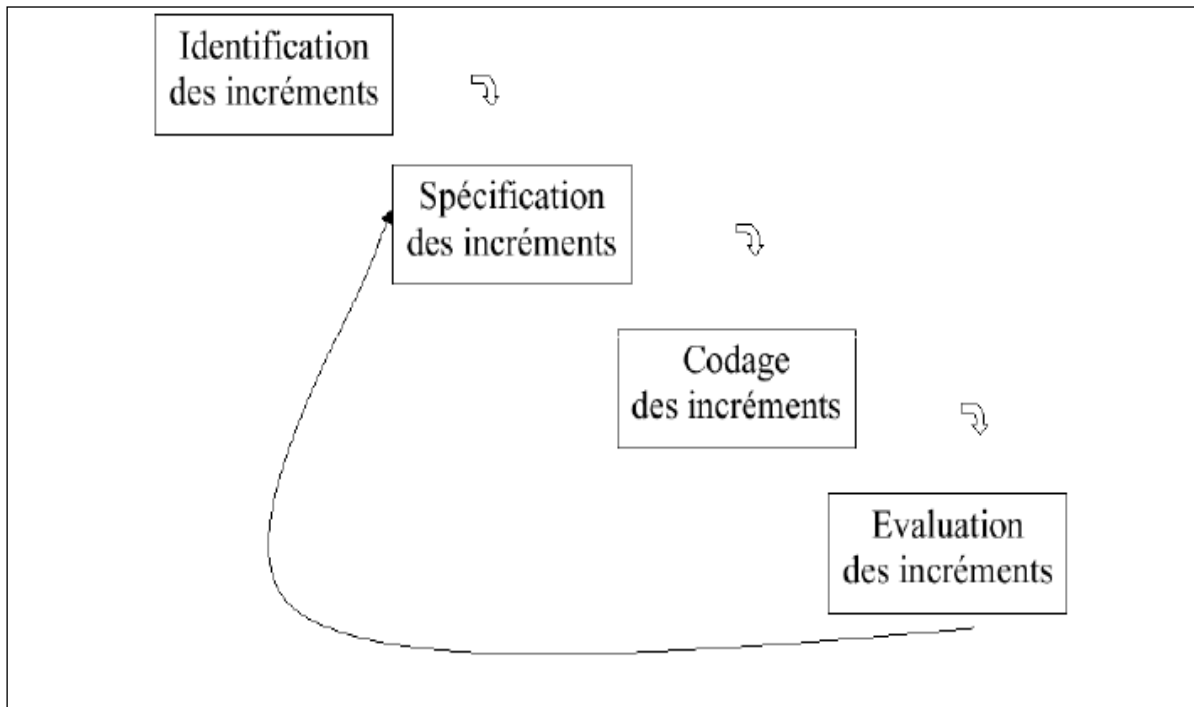 Identification
des incréments
Spécification
des incréments
Codage
des incréments
Evaluation
des incréments